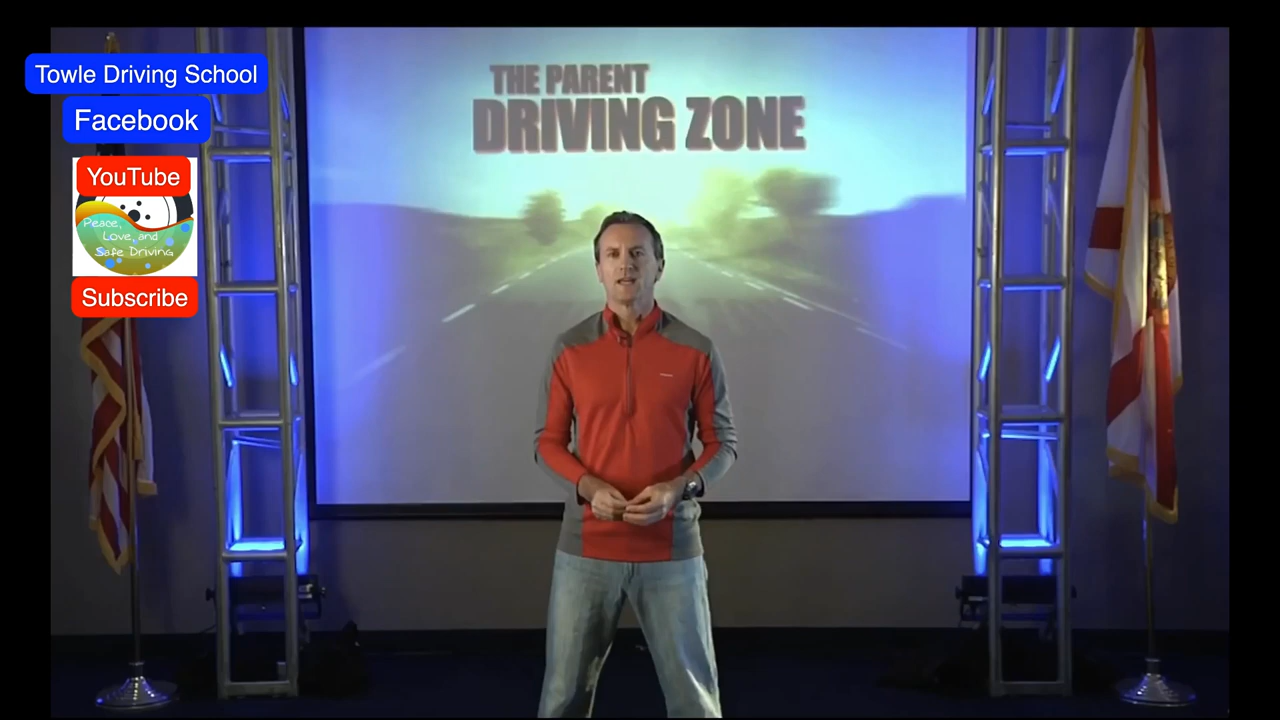 Towle Driving School
Facebook
YouTube
Peace,
Love, and
Safe Driving
Subscribe
THE PARENT
DRIVING ZONE